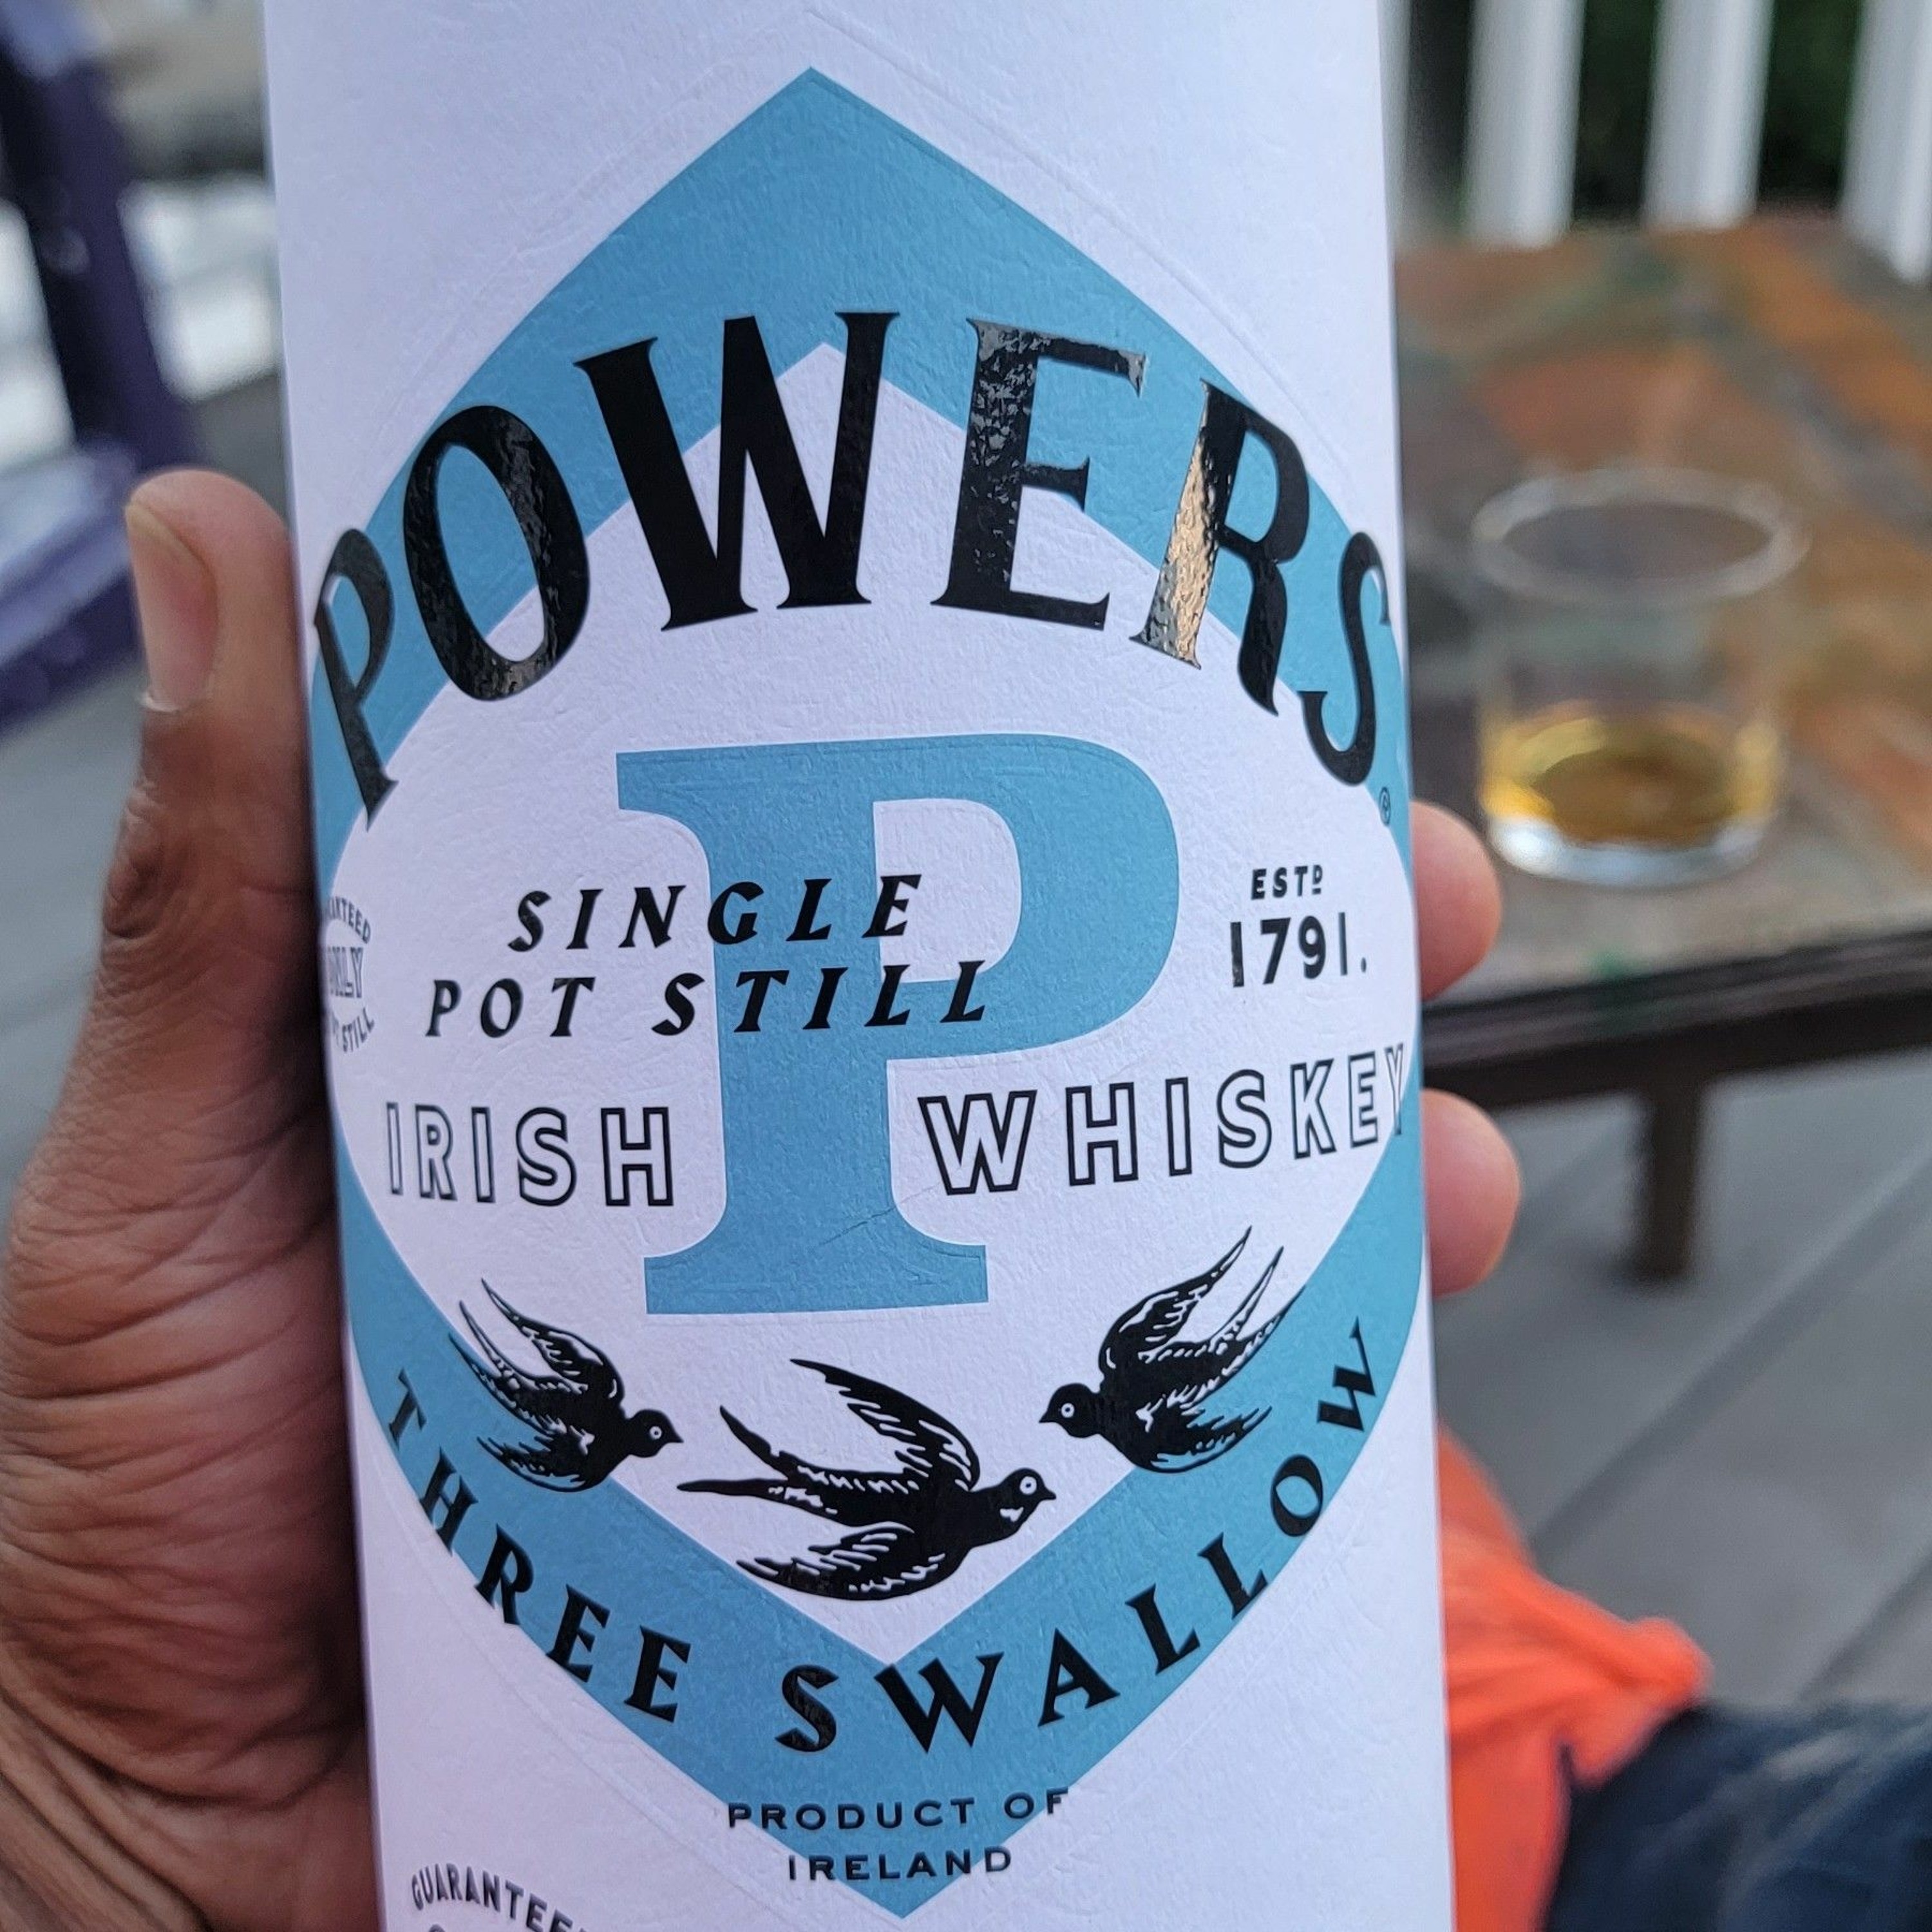 POWERS
P
SINGLE
POT STILL
ESTD
1791.
IRISH WHISKEY
THREE SWALLOW
PRODUCT OF
IRELAND